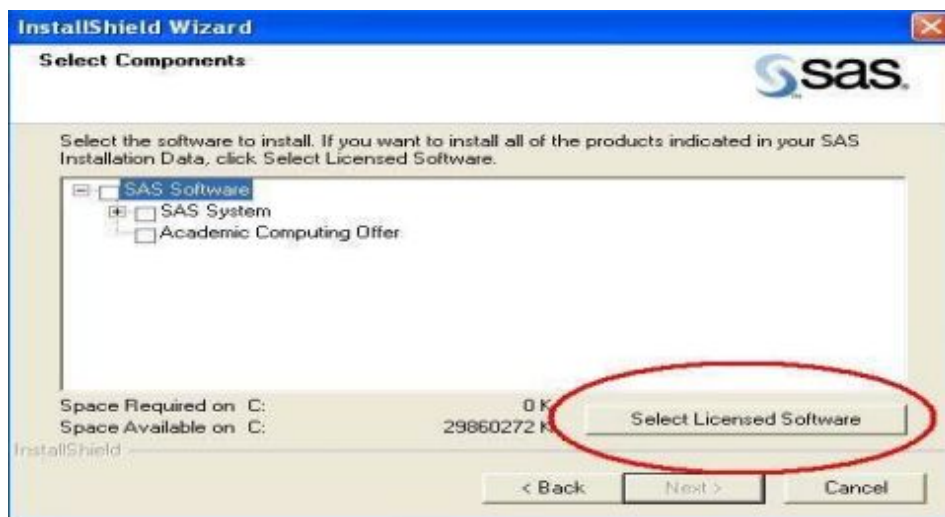 InstallShield Wizard
Select Components
sas.
Select the software to install. If you want to install all of the products indicated in your SAS
Installation Data, click Select Licensed Software.
SAS Software
SAS System
Academic Computing Offer
Space Required on C: 0 K
Space Available on C: 29860272 K
Select Licensed Software
InstallShield
< Back Next > Cancel